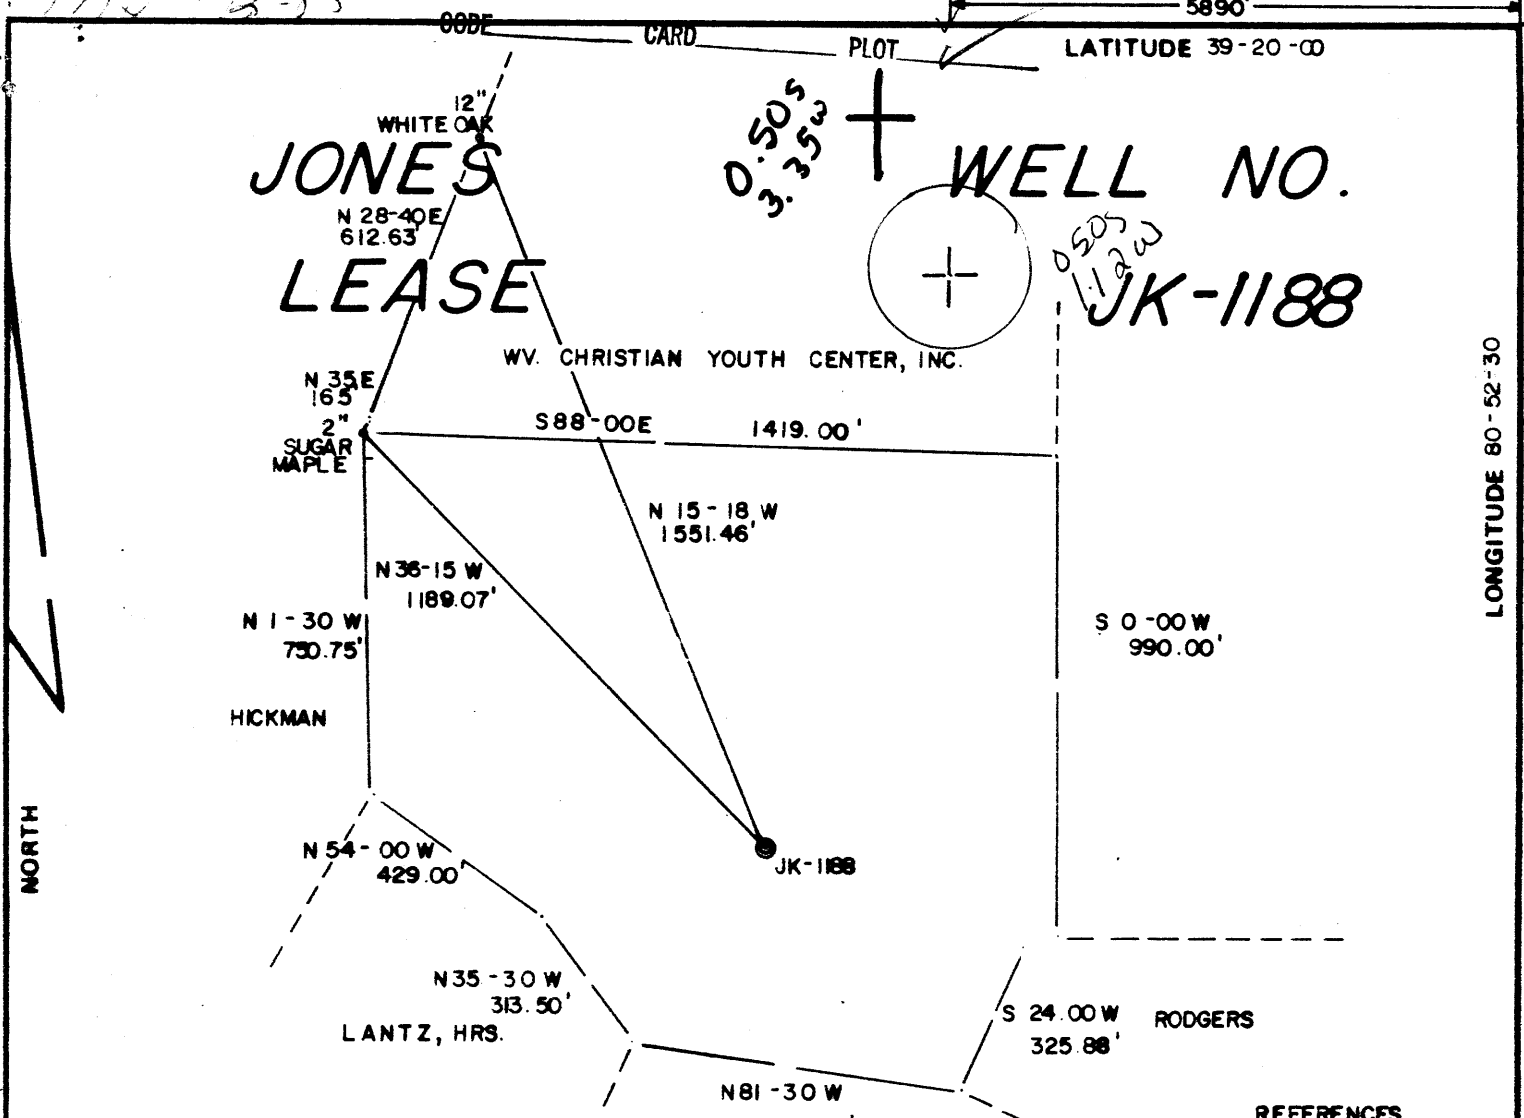 5890'
CODE CARD PLOT LATITUDE 39-20-00
12"
WHITE OAK
0.50S
3.35W
JONES
LEASE
WELL NO.
JK-1188
0.50S
1.12W
N 28-40E
612.63'
WV. CHRISTIAN YOUTH CENTER, INC.
N 35E
165'
2"
SUGAR
MAPLE
S88-00E 1419.00'
LONGITUDE 80-52-30
N 15-18 W
1551.46'
N36-15 W
1189.07'
N 1-30 W
750.75'
S 0-00 W
990.00'
HICKMAN
NORTH
N 54-00 W
429.00'
JK-1188
N35-30 W
313.50'
LANTZ, HRS.
S 24.00 W
325.88'
RODGERS
N81-30 W
REFERENCES